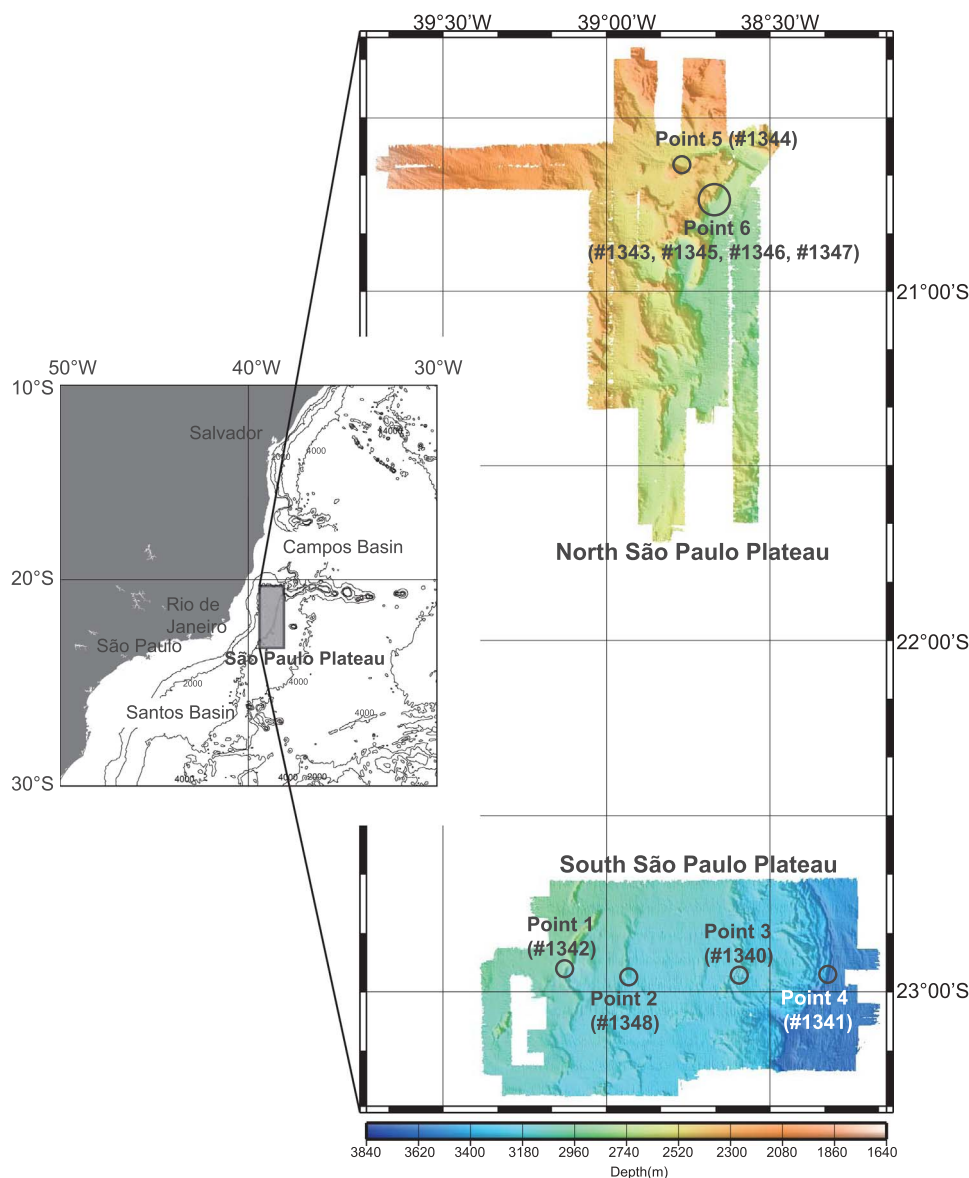 39°30’W 39°00’W 38°30’W
Point 5 (#1344)
Point 6
(#1343, #1345, #1346, #1347)
21°00’S
50°W 40°W 30°W
10°S
Salvador
4000
2000
4000
Campos Basin
North São Paulo Plateau
20°S
Rio de
Janeiro
São Paulo
22°00’S
São Paulo Plateau
2000
4000
Santos Basin
4000
30°S
4000 4000 2000
South São Paulo Plateau
Point 1
(#1342)
Point 3
(#1340)
Point 2
(#1348)
Point 4
(#1341)
23°00’S
3840 3620 3400 3180 2960 2740 2520 2300 2080 1860 1640
Depth(m)